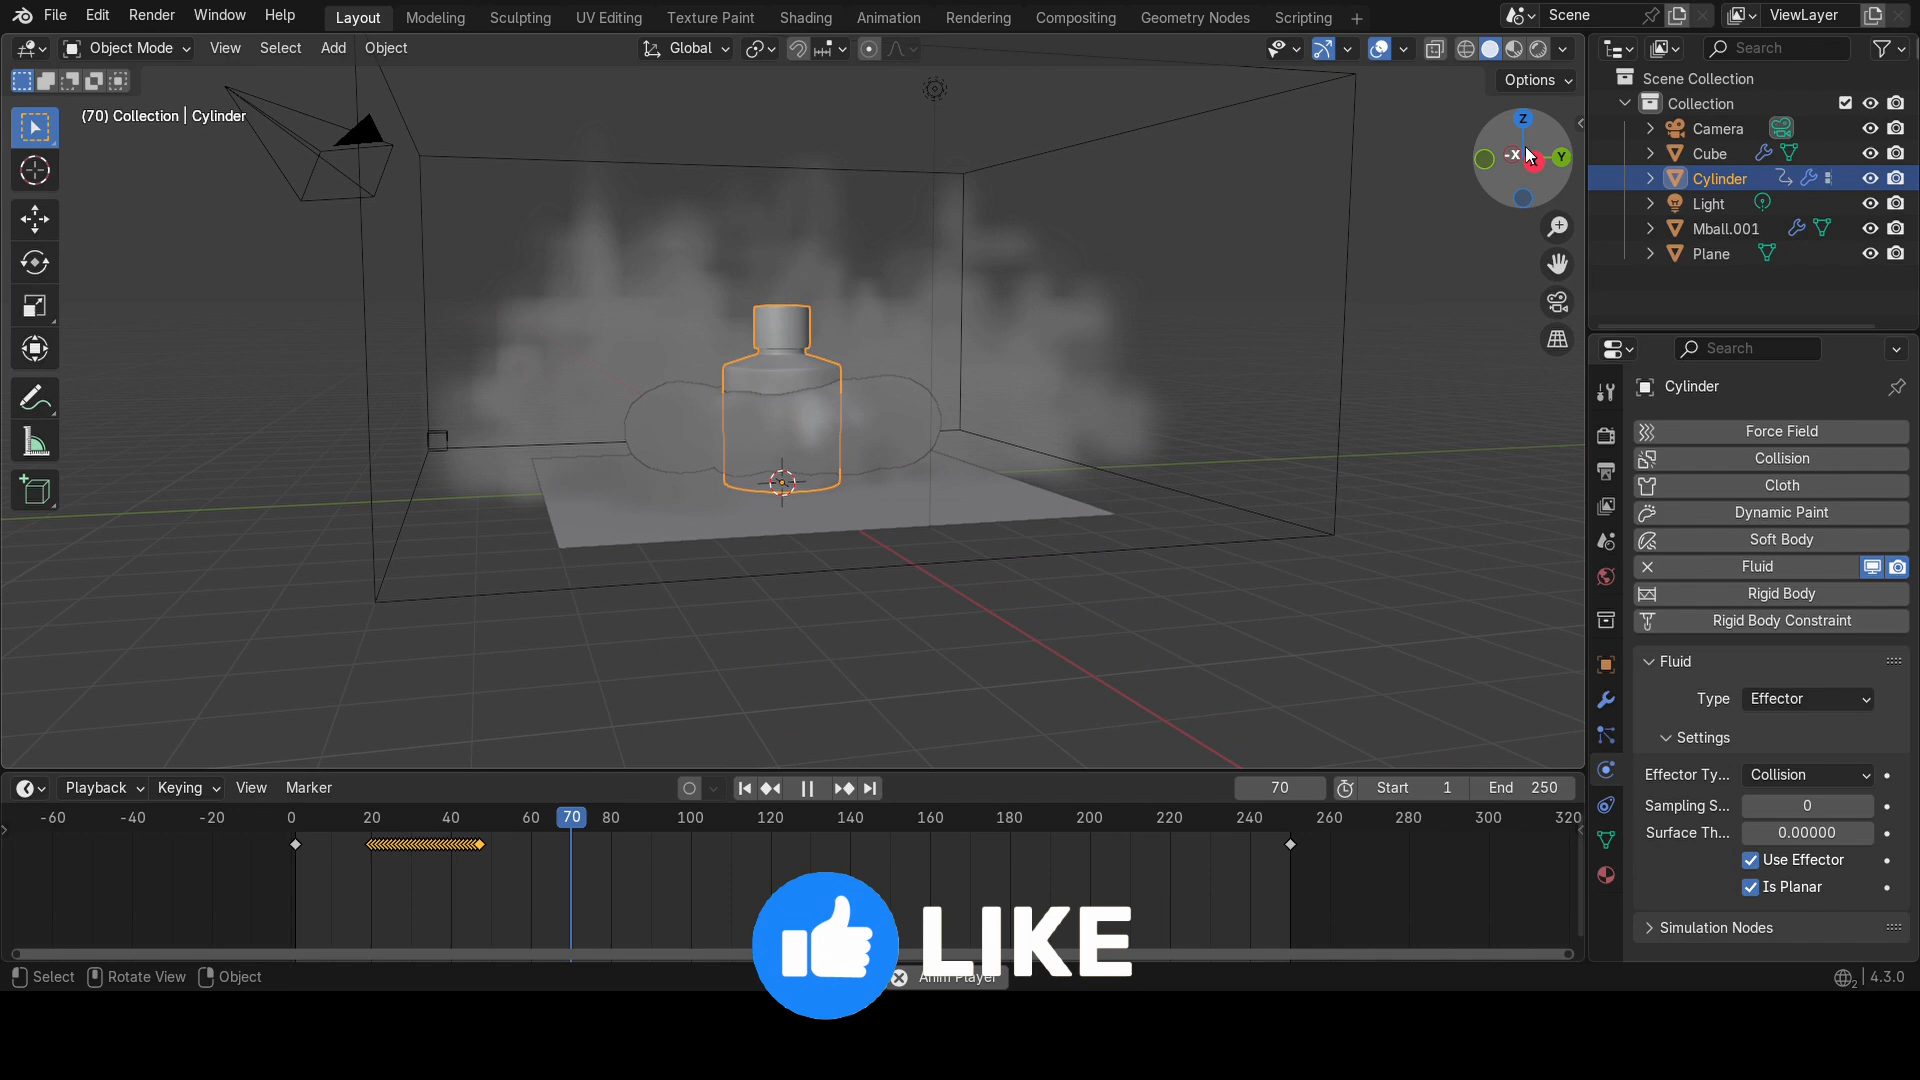 File Edit Render Window Help Layout Modeling Sculpting UV Editing Texture Paint Shading Animation Rendering Compositing Geometry Nodes Scripting + Scene ViewLayer
Object Mode View Select Add Object Global Search
Options
(70) Collection | Cylinder
Z
-X Y
Scene Collection
Collection
Camera
Cube
Cylinder
Light
Mball.001
Plane
Search
Cylinder
Force Field
Collision
Cloth
Dynamic Paint
Soft Body
Fluid
Rigid Body
Rigid Body Constraint
Fluid
Type Effector
Settings
Effector Ty... Collision
Sampling S... 0
Surface Th... 0.00000
Use Effector
Is Planar
Simulation Nodes
Playback Keying View Marker 70 Start 1 End 250
-60 -40 -20 0 20 40 60 70 80 100 120 140 160 180 200 220 240 260 280 300 320
LIKE
Select Rotate View Object Anim Player 2 | 4.3.0